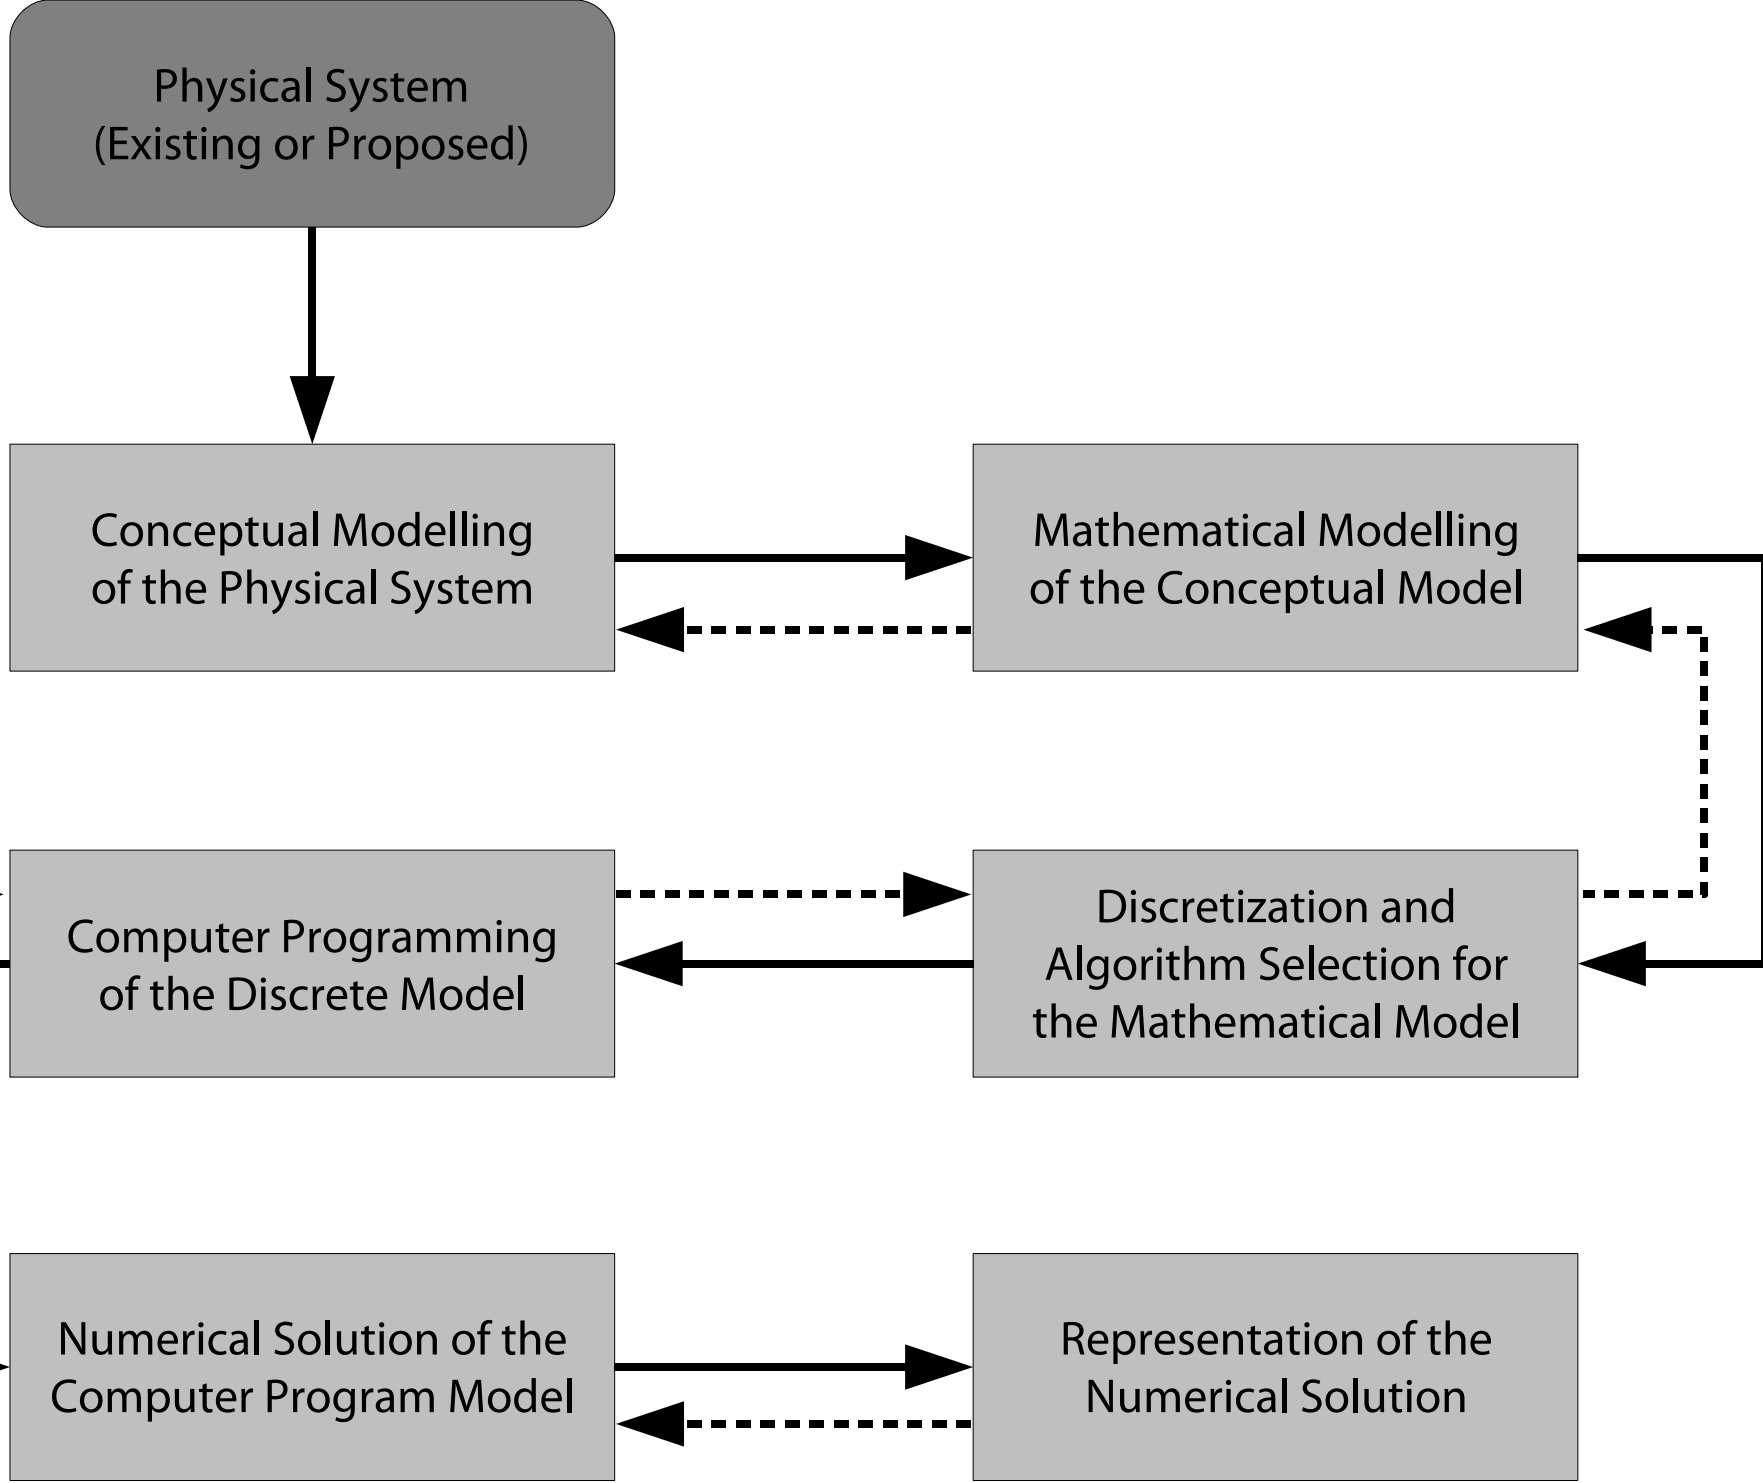 Physical System
(Existing or Proposed)
Conceptual Modelling
of the Physical System
Mathematical Modelling
of the Conceptual Model
Computer Programming
of the Discrete Model
Discretization and
Algorithm Selection for
the Mathematical Model
Numerical Solution of the
Computer Program Model
Representation of the
Numerical Solution